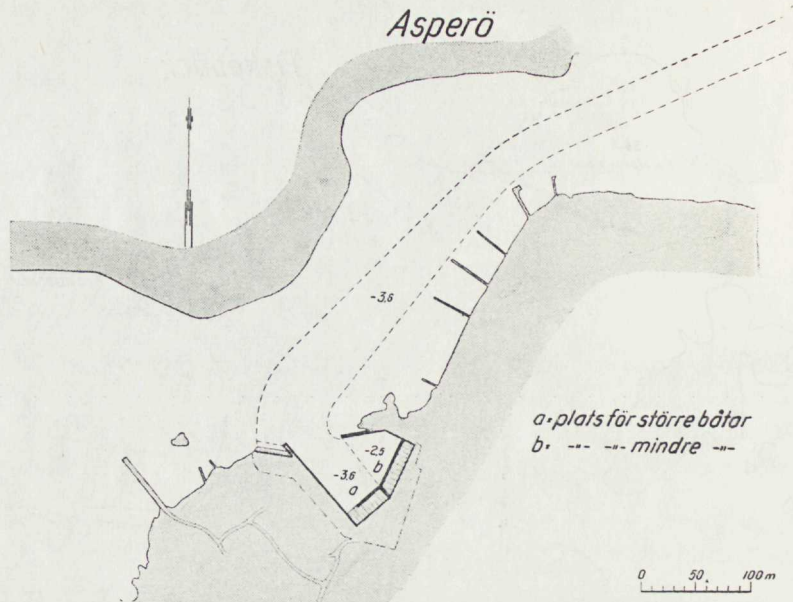 Asperö
-3,6
a = plats för större båtar
b = -"- -"- mindre -"-
-2,5
b
-3,6
a
0 50 100 m